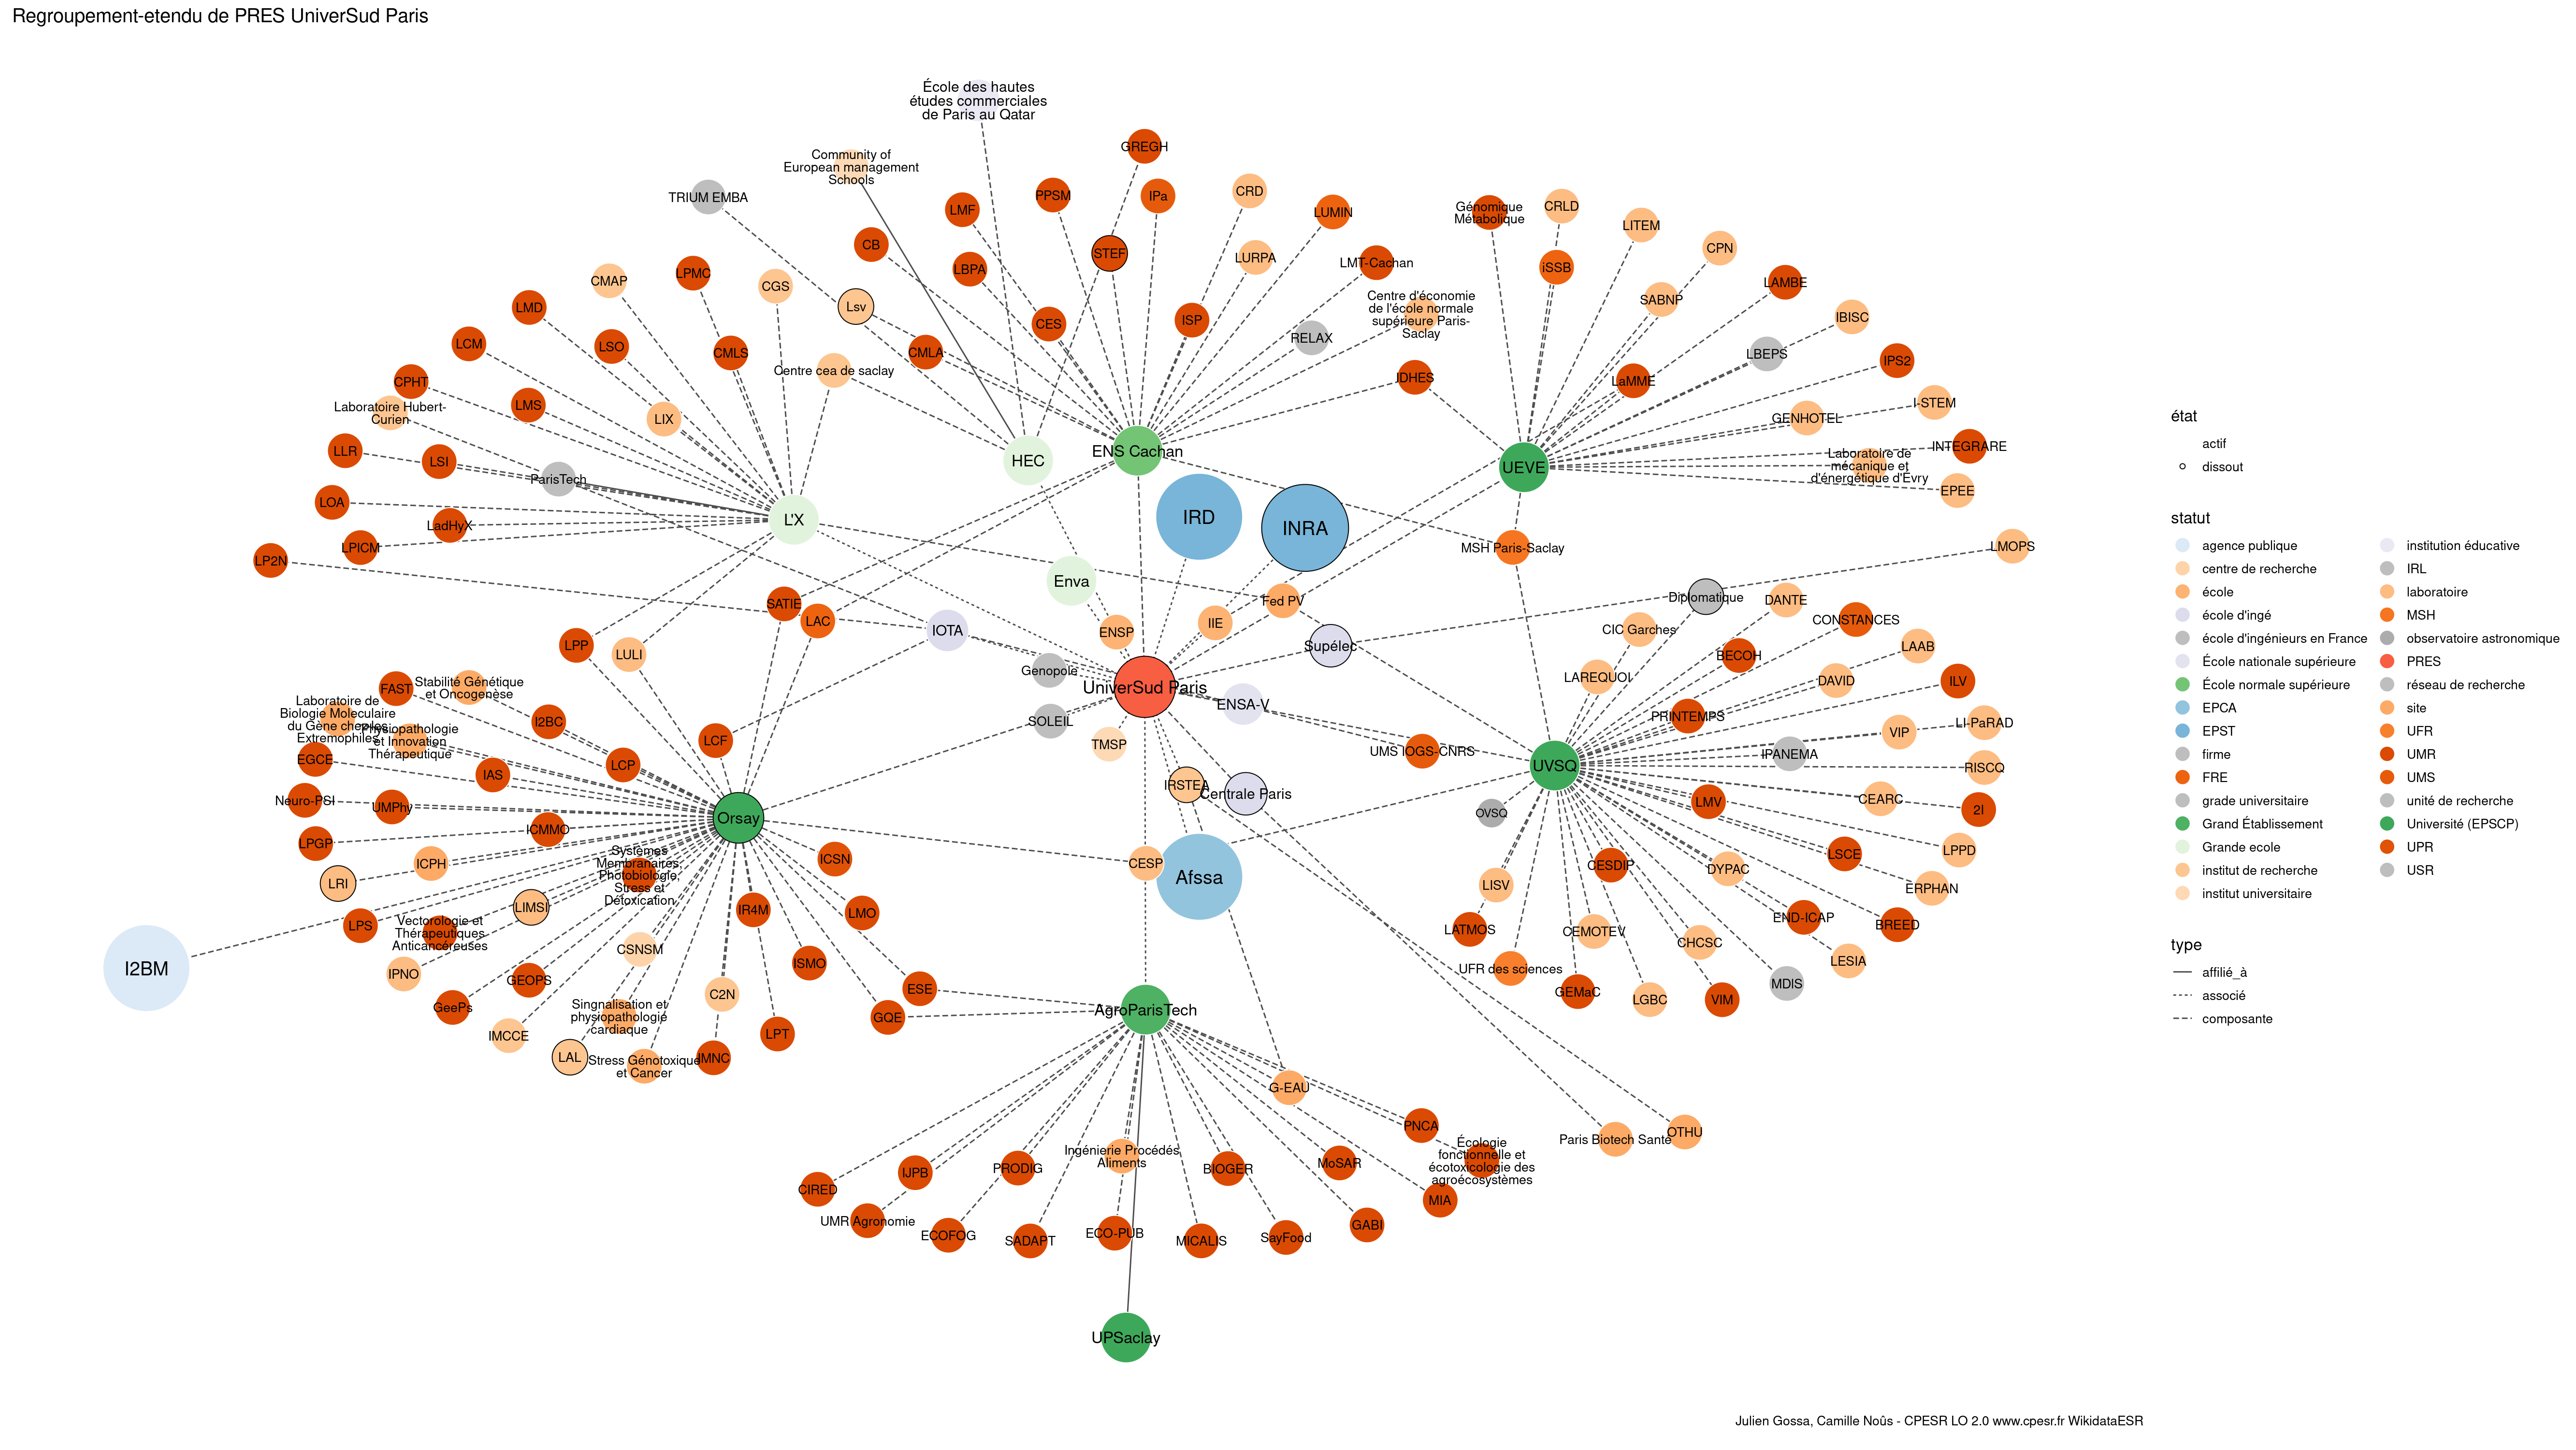 Regroupement-etendu de PRES UniverSud Paris
École des hautes
études commerciales
de Paris au Qatar
GREGH
Community of
European management
Schools
TRIUM EMBA
LMF
PPSM
IPa
CRD
LUMIN
Génomique
Métabolique
CRLD
LITEM
CPN
CB
LBPA
STEF
LURPA
LMT-Cachan
iSSB
SABNP
LAMBE
CMAP
LPMC
CGS
Lsv
CES
ISP
RELAX
Centre d'économie
de l'école normale
supérieure Paris-
Saclay
IBISC
LMD
LSO
CMLS
CMLA
LBEPS
IPS2
LCM
Centre cea de saclay
JDHES
LaMME
CPHT
LMS
LIX
GENHOTEL
I-STEM
Laboratoire Hubert-
Curien
LLR
LSI
ParisTech
HEC
ENS Cachan
UEVE
INTEGRARE
Laboratoire de
mécanique et
d'énergétique d'Evry
EPEE
LOA
LadHyX
L'X
IRD
INRA
LPICM
LP2N
MSH Paris-Saclay
LMOPS
Enva
SATIE
LAC
IOTA
ENSP
IIE
Fed PV
Supélec
Diplomatique
DANTE
CONSTANCES
CIC Garches
LPP
LULI
BECOH
LAAB
Genopole
UniverSud Paris
ENSA-V
LAREQUOI
DAVID
ILV
FAST
Stabilité Génétique
et Oncogenèse
Laboratoire de
Biologie Moleculaire
du Gène chez les
Extremophiles
Physiopathologie
et Innovation
Thérapeutique
I2BC
SOLEIL
TMSP
PRINTEMPS
VIP
LI-PaRAD
EGCE
IAS
LCP
LCF
UMS IOGS-CNRS
UVSQ
IPANEMA
RISCQ
Neuro-PSI
UMPhy
IRSTEA
Centrale Paris
OVSQ
LMV
CEARC
2I
LPGP
ICMMO
Orsay
ICPH
Systèmes
Membranaires,
Photobiologie,
Stress et
Détoxication
ICSN
CESP
Afssa
CESDIP
DYPAC
LSCE
LPPD
LRI
LIMSI
LISV
ERPHAN
LPS
Vectorologie et
Thérapeutiques
Anticancéreuses
IR4M
LMO
LATMOS
CEMOTEV
CHCSC
END-ICAP
BREED
I2BM
IPNO
CSNSM
ISMO
UFR des sciences
LESIA
GeePs
GEOPS
C2N
ESE
GEMaC
LGBC
VIM
MDIS
IMCCE
Singnalisation et
physiopathologie
cardiaque
GQE
AgroParisTech
LPT
LAL
Stress Génotoxique
et Cancer
IMNC
G-EAU
PNCA
Paris Biotech Santé
OTHU
CIRED
IJPB
PRODIG
Ingénierie Procédés
Aliments
BIOGER
MoSAR
Écologie
fonctionnelle et
écotoxicologie des
agroécosystèmes
MIA
UMR Agronomie
ECOFOG
SADAPT
ECO-PUB
MICALIS
SayFood
GABI
UPSaclay
état
actif
dissout
statut
agence publique
centre de recherche
école
école d'ingé
école d'ingénieurs en France
École nationale supérieure
École normale supérieure
EPCA
EPST
firme
FRE
grade universitaire
Grand Établissement
Grande ecole
institut de recherche
institut universitaire
institution éducative
IRL
laboratoire
MSH
observatoire astronomique
PRES
réseau de recherche
site
UFR
UMR
UMS
unité de recherche
Université (EPSCP)
UPR
USR
type
affilié_à
associé
composante
Julien Gossa, Camille Noûs - CPESR LO 2.0 www.cpesr.fr WikidataESR